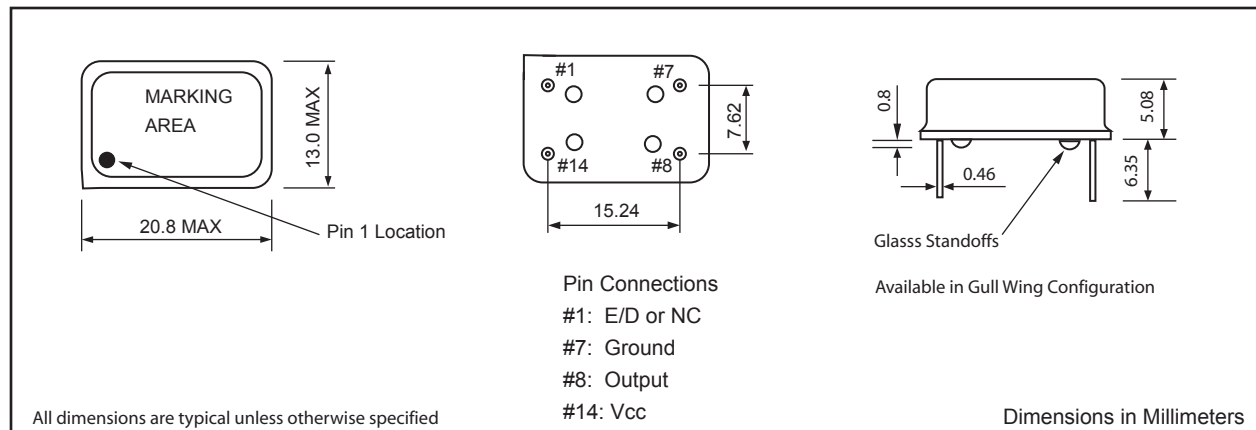 MARKING
AREA
13.0 MAX
20.8 MAX
Pin 1 Location
#1
#7
#14
#8
7.62
15.24
0.8
5.08
6.35
0.46
Glasss Standoffs
Available in Gull Wing Configuration
Pin Connections
#1: E/D or NC
#7: Ground
#8: Output
#14: Vcc
All dimensions are typical unless otherwise specified
Dimensions in Millimeters